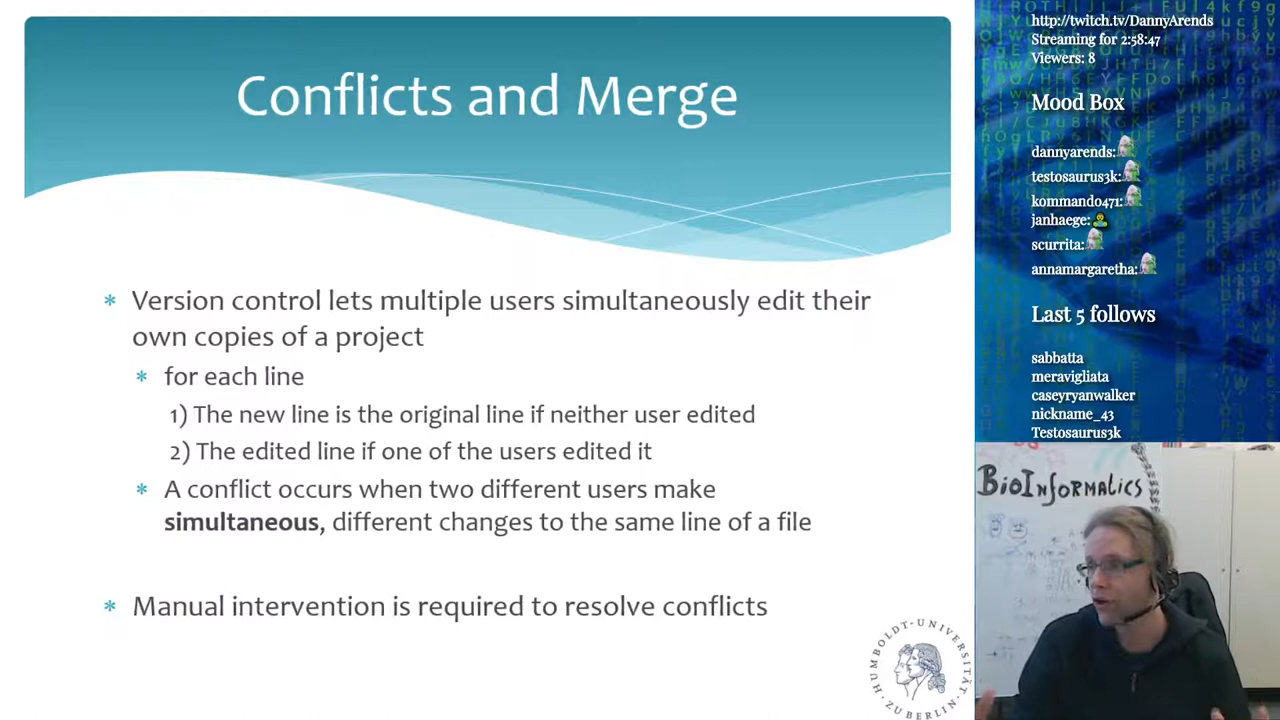 Conflicts and Merge
* Version control lets multiple users simultaneously edit their
own copies of a project
* for each line
1) The new line is the original line if neither user edited
2) The edited line if one of the users edited it
* A conflict occurs when two different users make
simultaneous, different changes to the same line of a file
* Manual intervention is required to resolve conflicts
HUMBOLDT-UNIVERSITÄT
ZU BERLIN
http://twitch.tv/DannyArends
Streaming for 2:58:47
Viewers: 8
Mood Box
dannyarends:
testosaurus3k:
kommando471:
janhaege:
scurrita:
annamargaretha:
Last 5 follows
sabbatta
meravigliata
caseyryanwalker
nickname_43
Testosaurus3k
BioInformatics